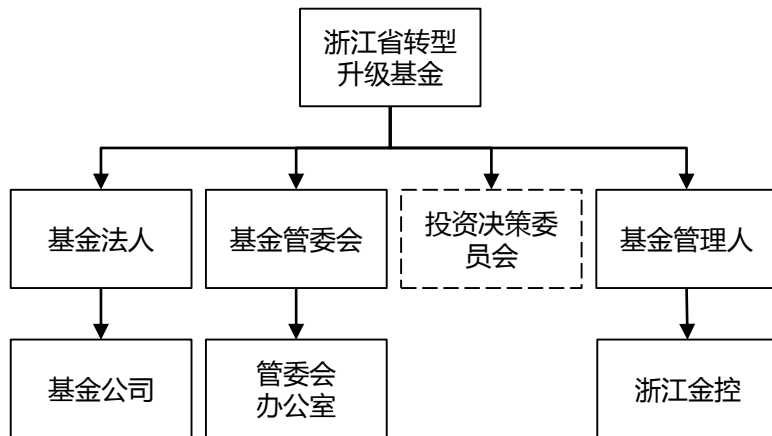 浙江省转型
升级基金
基金法人
基金管委会
投资决策委
员会
基金管理人
基金公司
管委会
办公室
浙江金控